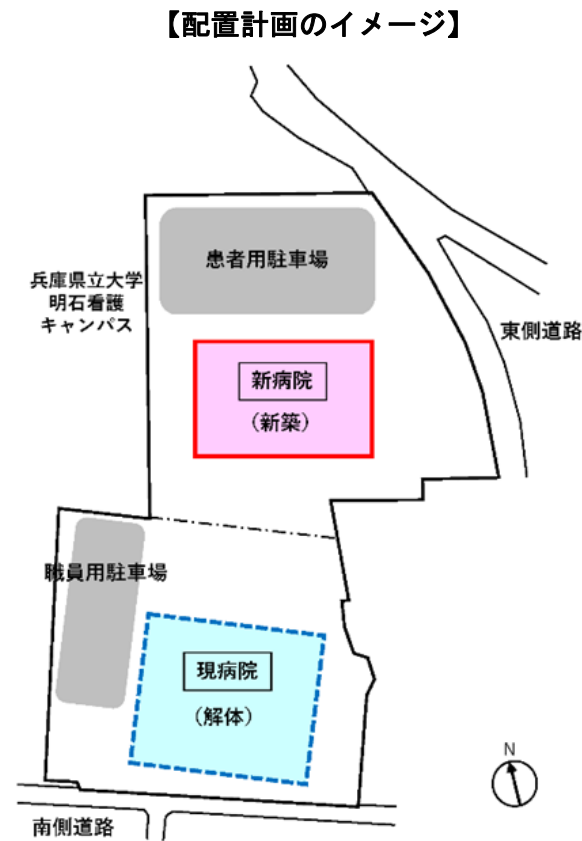 【配置計画のイメージ】
患者用駐車場
兵庫県立大学
明石看護
キャンパス
東側道路
新病院
（新築）
職員用駐車場
現病院
（解体）
N
南側道路